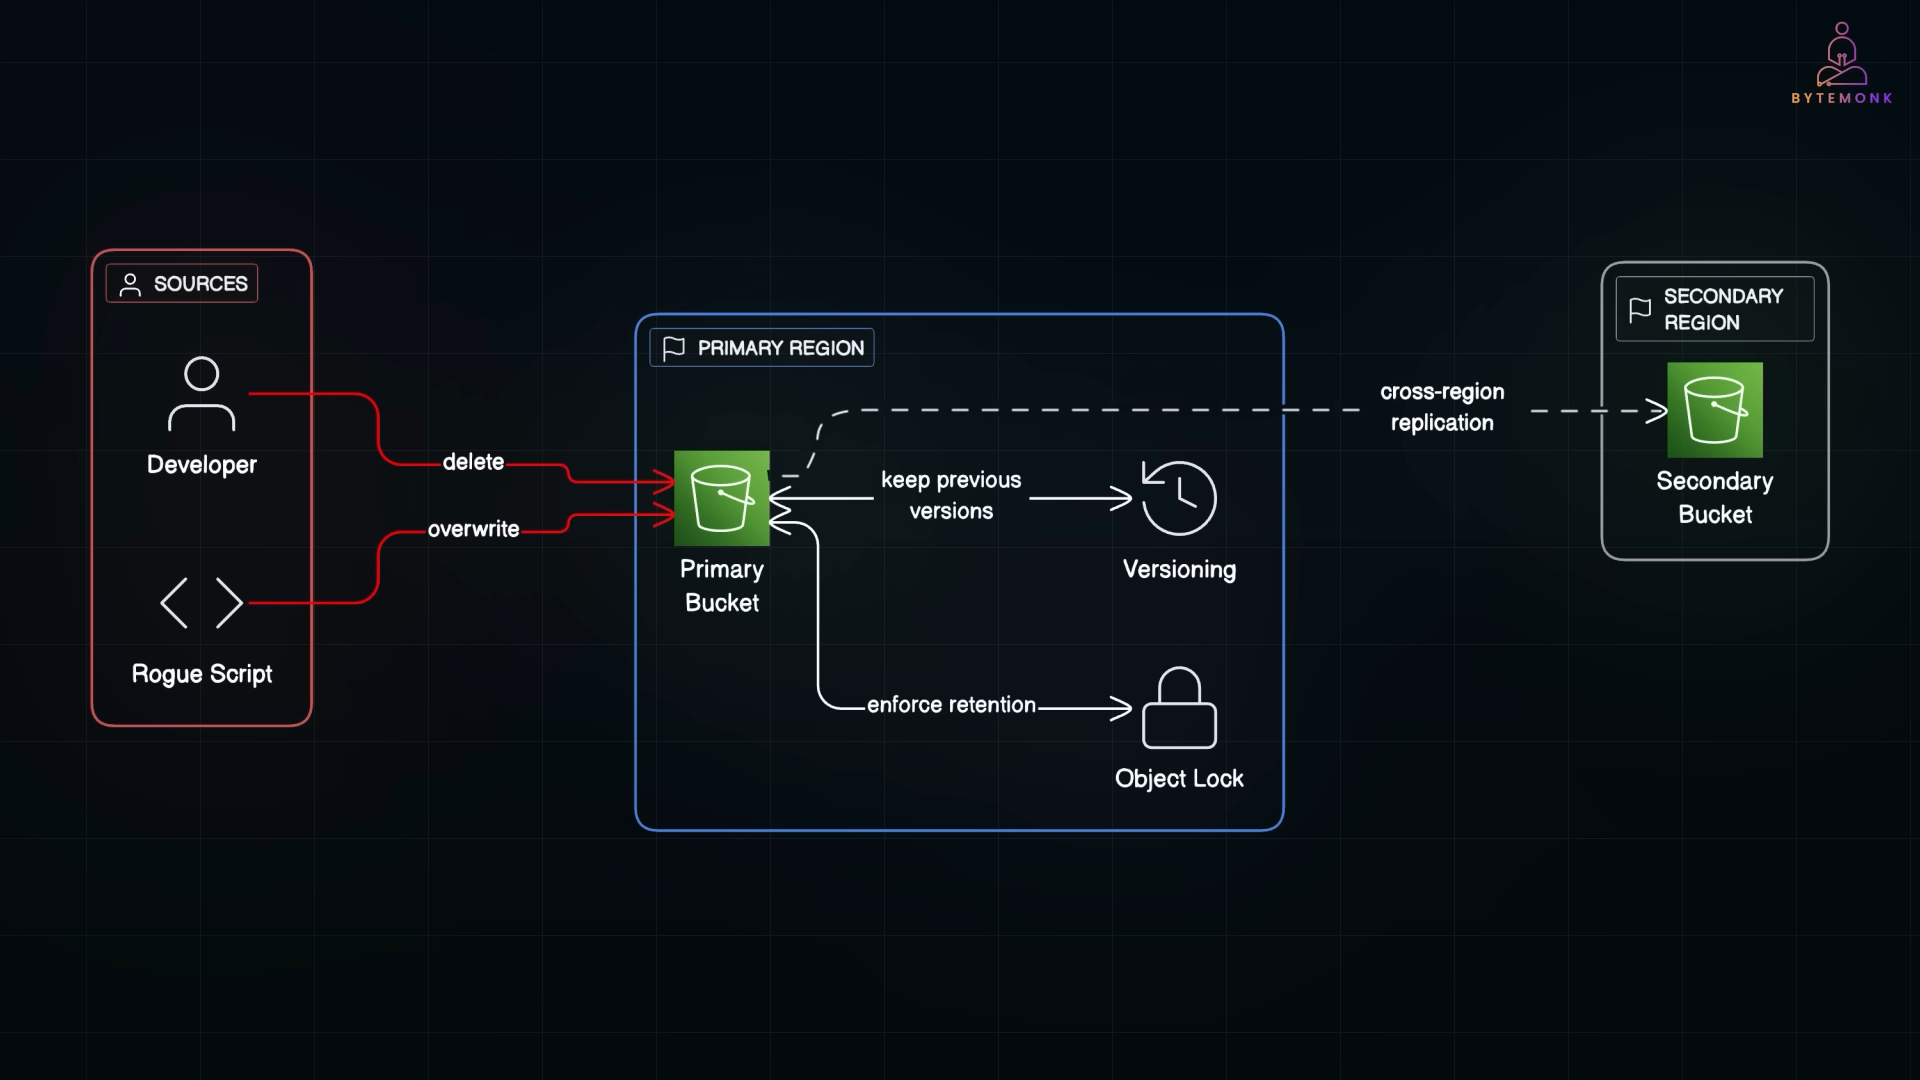 BYTEMONK
SOURCES
Developer
Rogue Script
delete
overwrite
PRIMARY REGION
Primary
Bucket
keep previous
versions
Versioning
enforce retention
Object Lock
cross-region
replication
SECONDARY
REGION
Secondary
Bucket